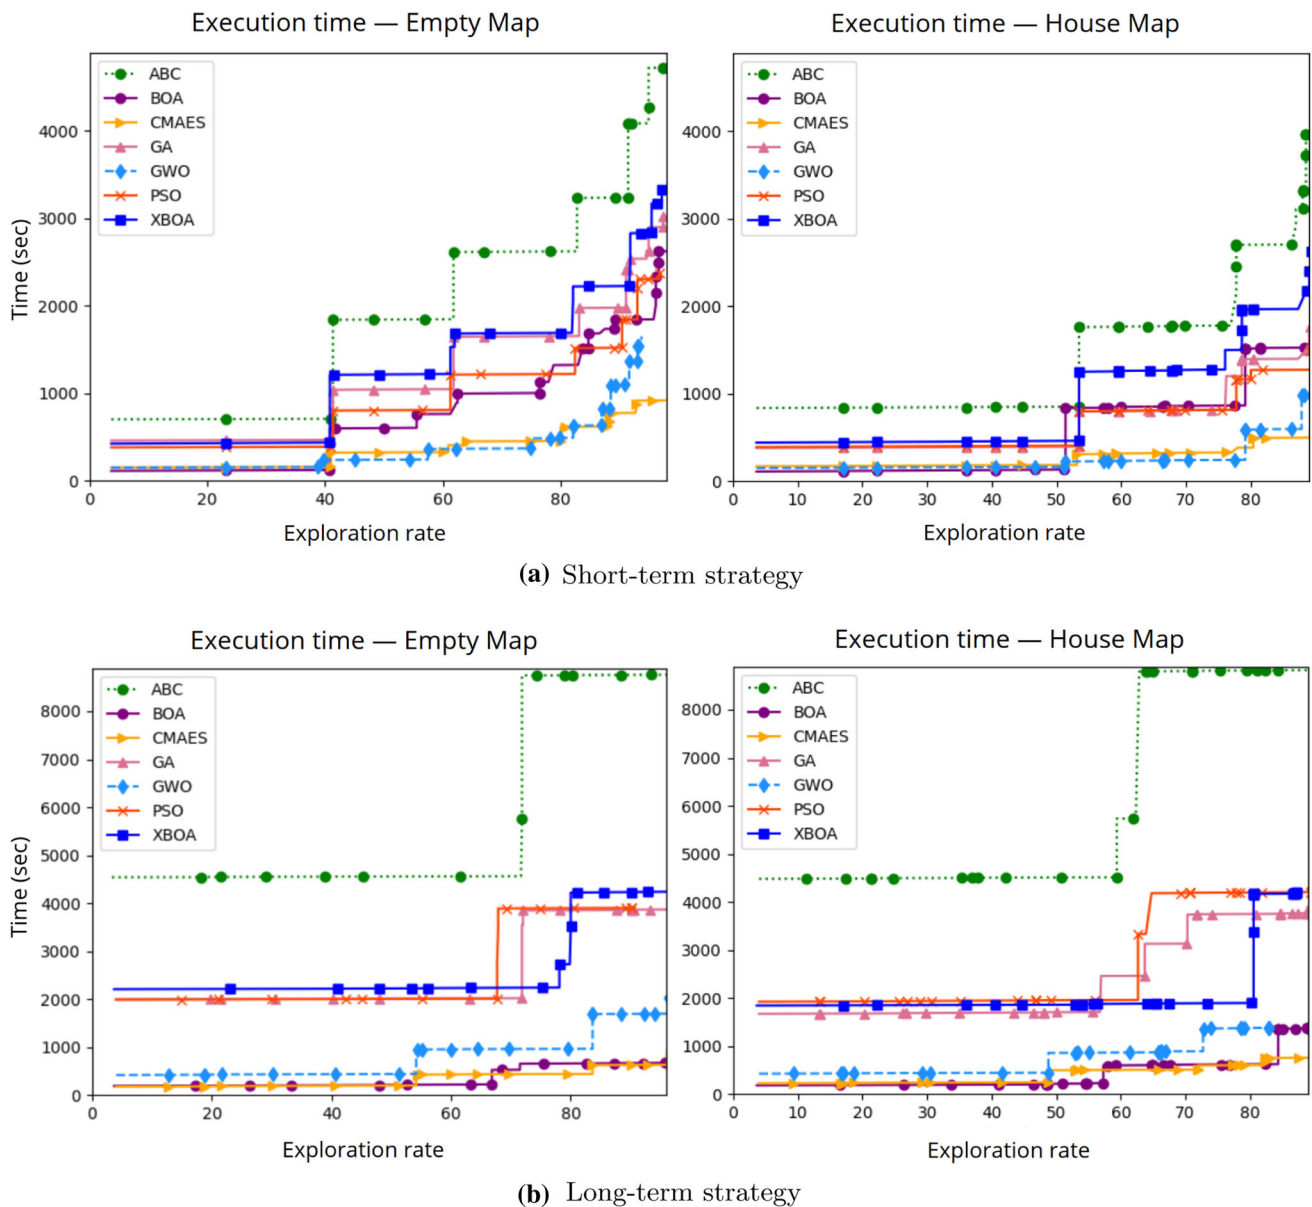 Execution time — Empty Map
Execution time — House Map
ABC
BOA
CMAES
GA
GWO
PSO
XBOA
4000
3000
2000
1000
0
Time (sec)
0 20 40 60 80
Exploration rate
ABC
BOA
CMAES
GA
GWO
PSO
XBOA
4000
3000
2000
1000
0
0 10 20 30 40 50 60 70 80
Exploration rate
(a) Short-term strategy
Execution time — Empty Map
Execution time — House Map
ABC
BOA
CMAES
GA
GWO
PSO
XBOA
8000
7000
6000
5000
4000
3000
2000
1000
0
Time (sec)
0 20 40 60 80
Exploration rate
ABC
BOA
CMAES
GA
GWO
PSO
XBOA
8000
7000
6000
5000
4000
3000
2000
1000
0
0 10 20 30 40 50 60 70 80
Exploration rate
(b) Long-term strategy